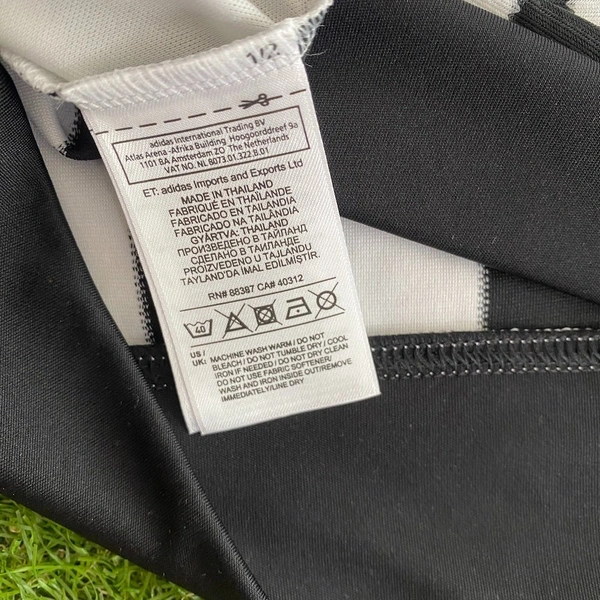 1/2
adidas International Trading BV
Atlas Arena -Afrika Building Hoogoorddreef 9a
1101 BA Amsterdam ZO The Netherlands
VAT NO. NL 8073.01.322.B.01
ET: adidas Imports and Exports Ltd
MADE IN THAILAND
FABRIQUÉ EN THAÏLANDE
FABRICADO EN TAILANDIA
FABRICADO NA TAILÂNDIA
GYÁRTVA: THAILAND
ПРОИЗВЕДЕНО В ТАЙЛАНД
СДЕЛАНО В ТАИЛАНДЕ
PROIZVEDENO U TAJLANDU
TAYLAND'DA İMAL EDİLMİŞTİR.
RN# 88387 CA# 40312
40
US /
UK: MACHINE WASH WARM / DO NOT
BLEACH / DO NOT TUMBLE DRY / COOL
IRON IF NEEDED / DO NOT DRY CLEAN
DO NOT USE FABRIC SOFTENER/
WASH AND IRON INSIDE OUT/REMOVE
IMMEDIATELY/LINE DRY